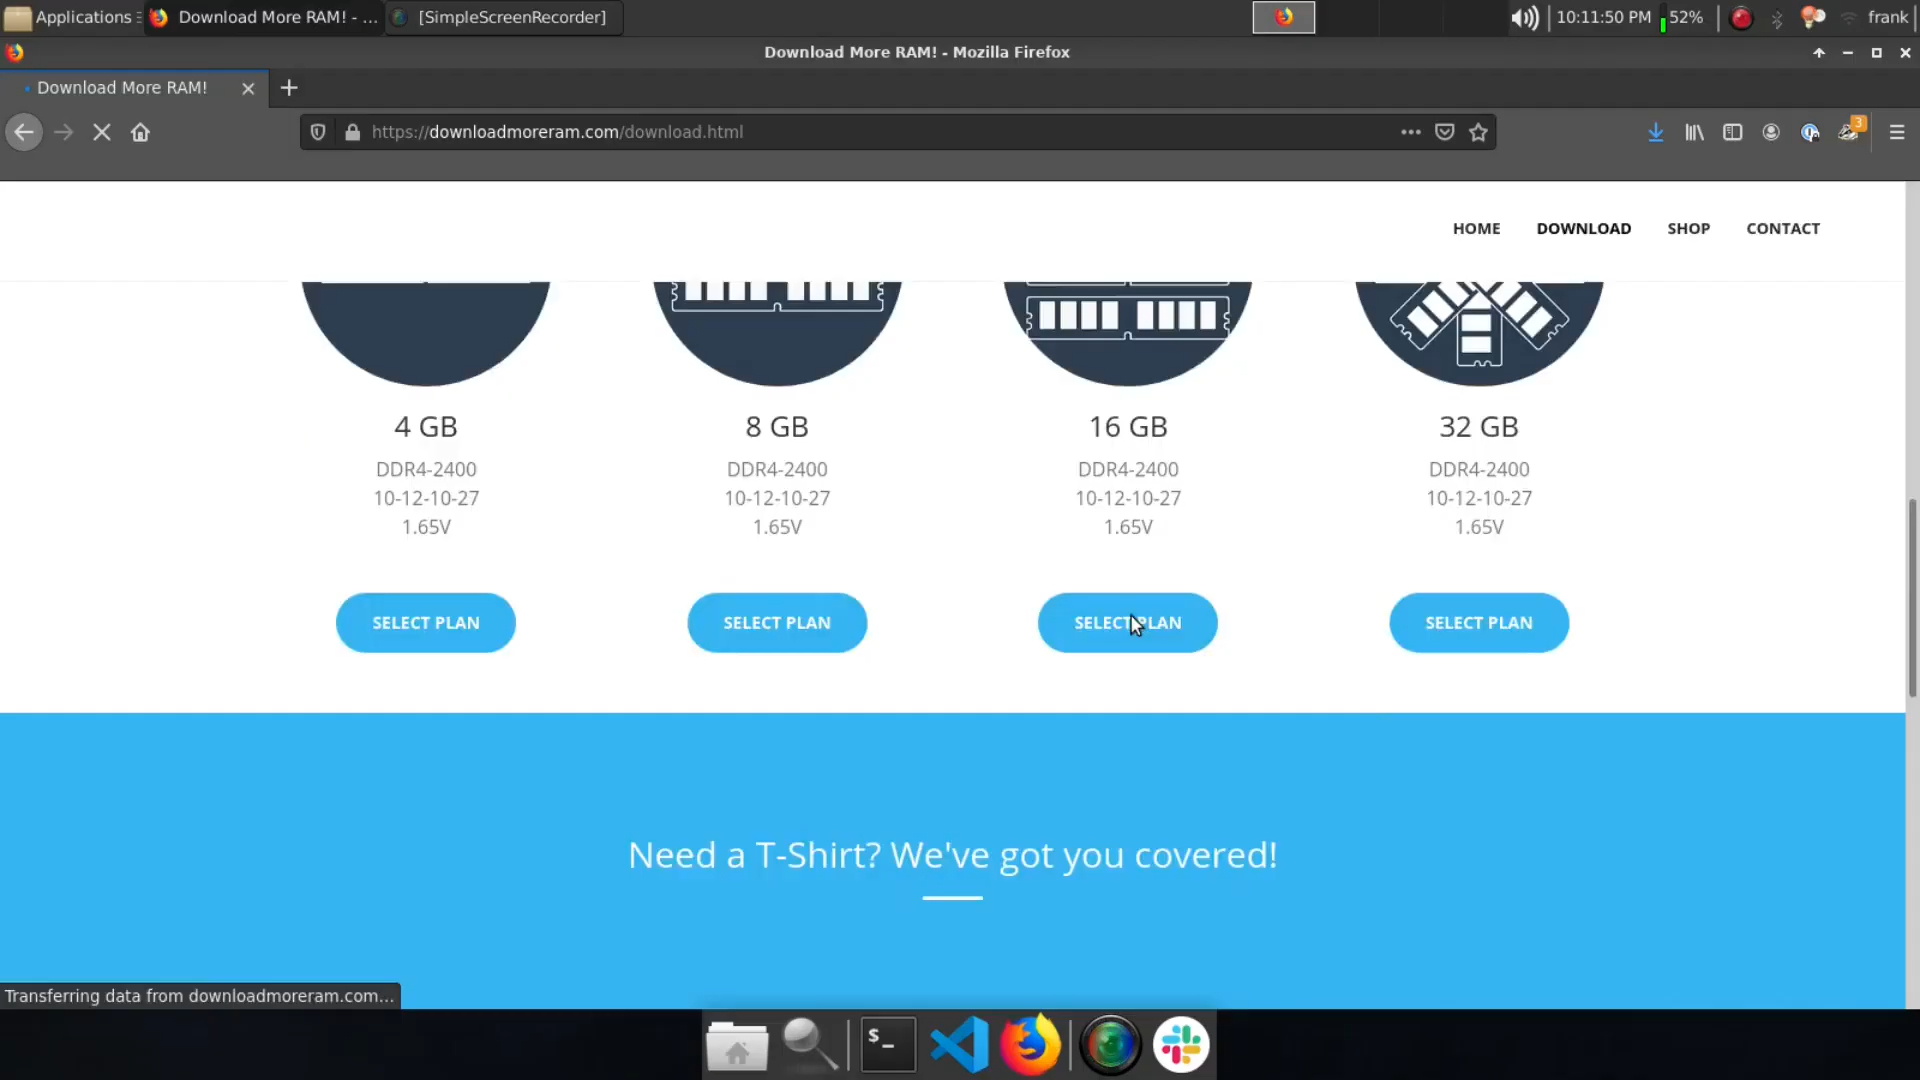 Applications
Download More RAM! - ...
[SimpleScreenRecorder]
10:11:50 PM
52%
frank
Download More RAM! - Mozilla Firefox
Download More RAM!
https://downloadmoreram.com/download.html
3
HOME
DOWNLOAD
SHOP
CONTACT
4 GB
DDR4-2400
10-12-10-27
1.65V
SELECT PLAN
8 GB
DDR4-2400
10-12-10-27
1.65V
SELECT PLAN
16 GB
DDR4-2400
10-12-10-27
1.65V
SELECT PLAN
32 GB
DDR4-2400
10-12-10-27
1.65V
SELECT PLAN
Need a T-Shirt? We've got you covered!
Transferring data from downloadmoreram.com...
$_